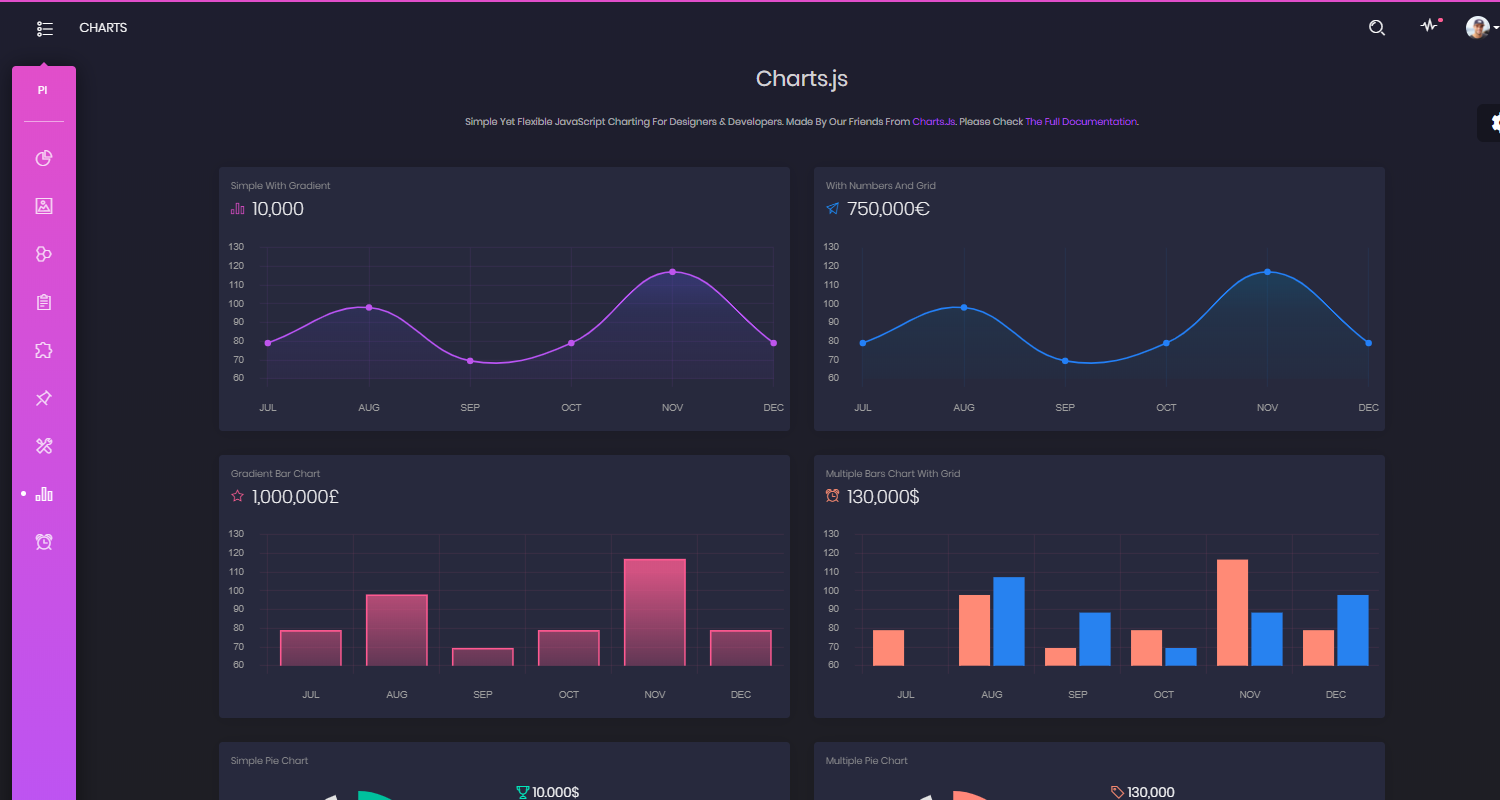 CHARTS
PI
Charts.js
Simple Yet Flexible JavaScript Charting For Designers & Developers. Made By Our Friends From Charts.Js. Please Check The Full Documentation.
Simple With Gradient
10,000
130
120
110
100
90
80
70
60
JUL AUG SEP OCT NOV DEC
With Numbers And Grid
750,000€
130
120
110
100
90
80
70
60
JUL AUG SEP OCT NOV DEC
Gradient Bar Chart
1,000,000£
130
120
110
100
90
80
70
60
JUL AUG SEP OCT NOV DEC
Multiple Bars Chart With Grid
130,000$
130
120
110
100
90
80
70
60
JUL AUG SEP OCT NOV DEC
Simple Pie Chart
10.000$
Multiple Pie Chart
130,000